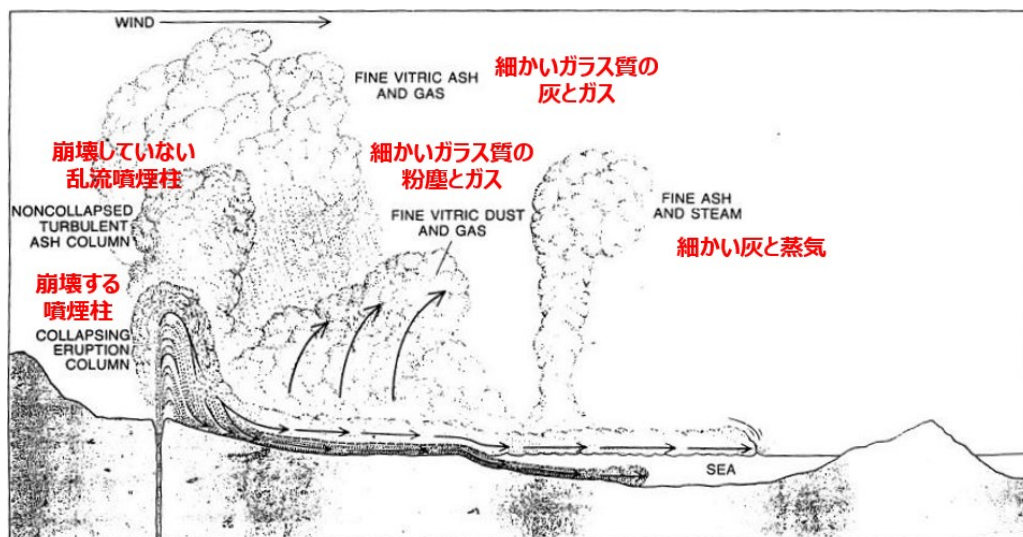 WIND
FINE VITRIC ASH
AND GAS
細かいガラス質の
灰とガス
崩壊していない
乱流噴煙柱
NONCOLLAPSED
TURBULENT
ASH COLUMN
細かいガラス質の
粉塵とガス
FINE VITRIC DUST
AND GAS
FINE ASH
AND STEAM
細かい灰と蒸気
崩壊する
噴煙柱
COLLAPSING
ERUPTION
COLUMN
SEA